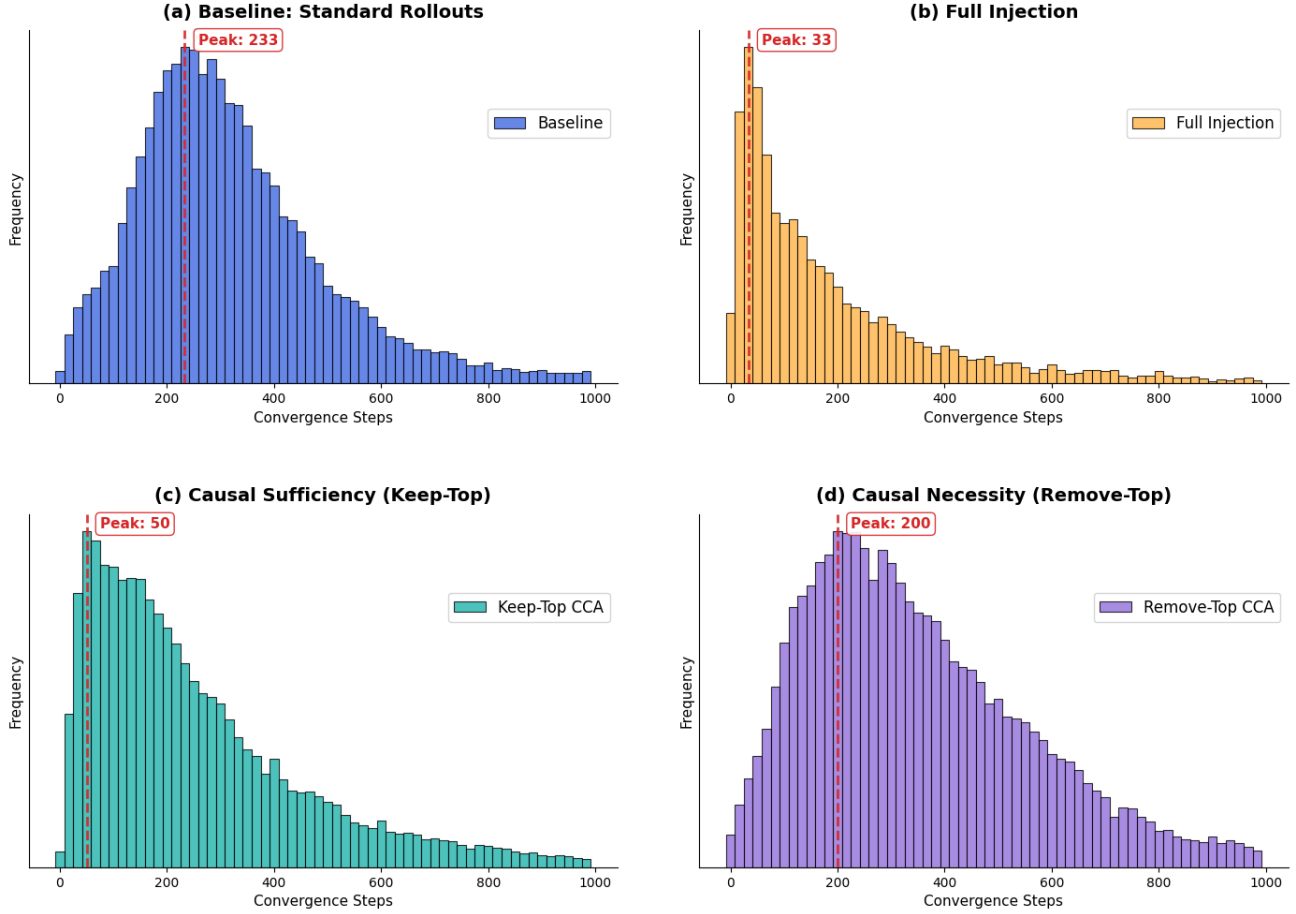 (a) Baseline: Standard Rollouts
Peak: 233
Baseline
Frequency
0 200 400 600 800 1000
Convergence Steps
(b) Full Injection
Peak: 33
Full Injection
Frequency
0 200 400 600 800 1000
Convergence Steps
(c) Causal Sufficiency (Keep-Top)
Peak: 50
Keep-Top CCA
Frequency
0 200 400 600 800 1000
Convergence Steps
(d) Causal Necessity (Remove-Top)
Peak: 200
Remove-Top CCA
Frequency
0 200 400 600 800 1000
Convergence Steps